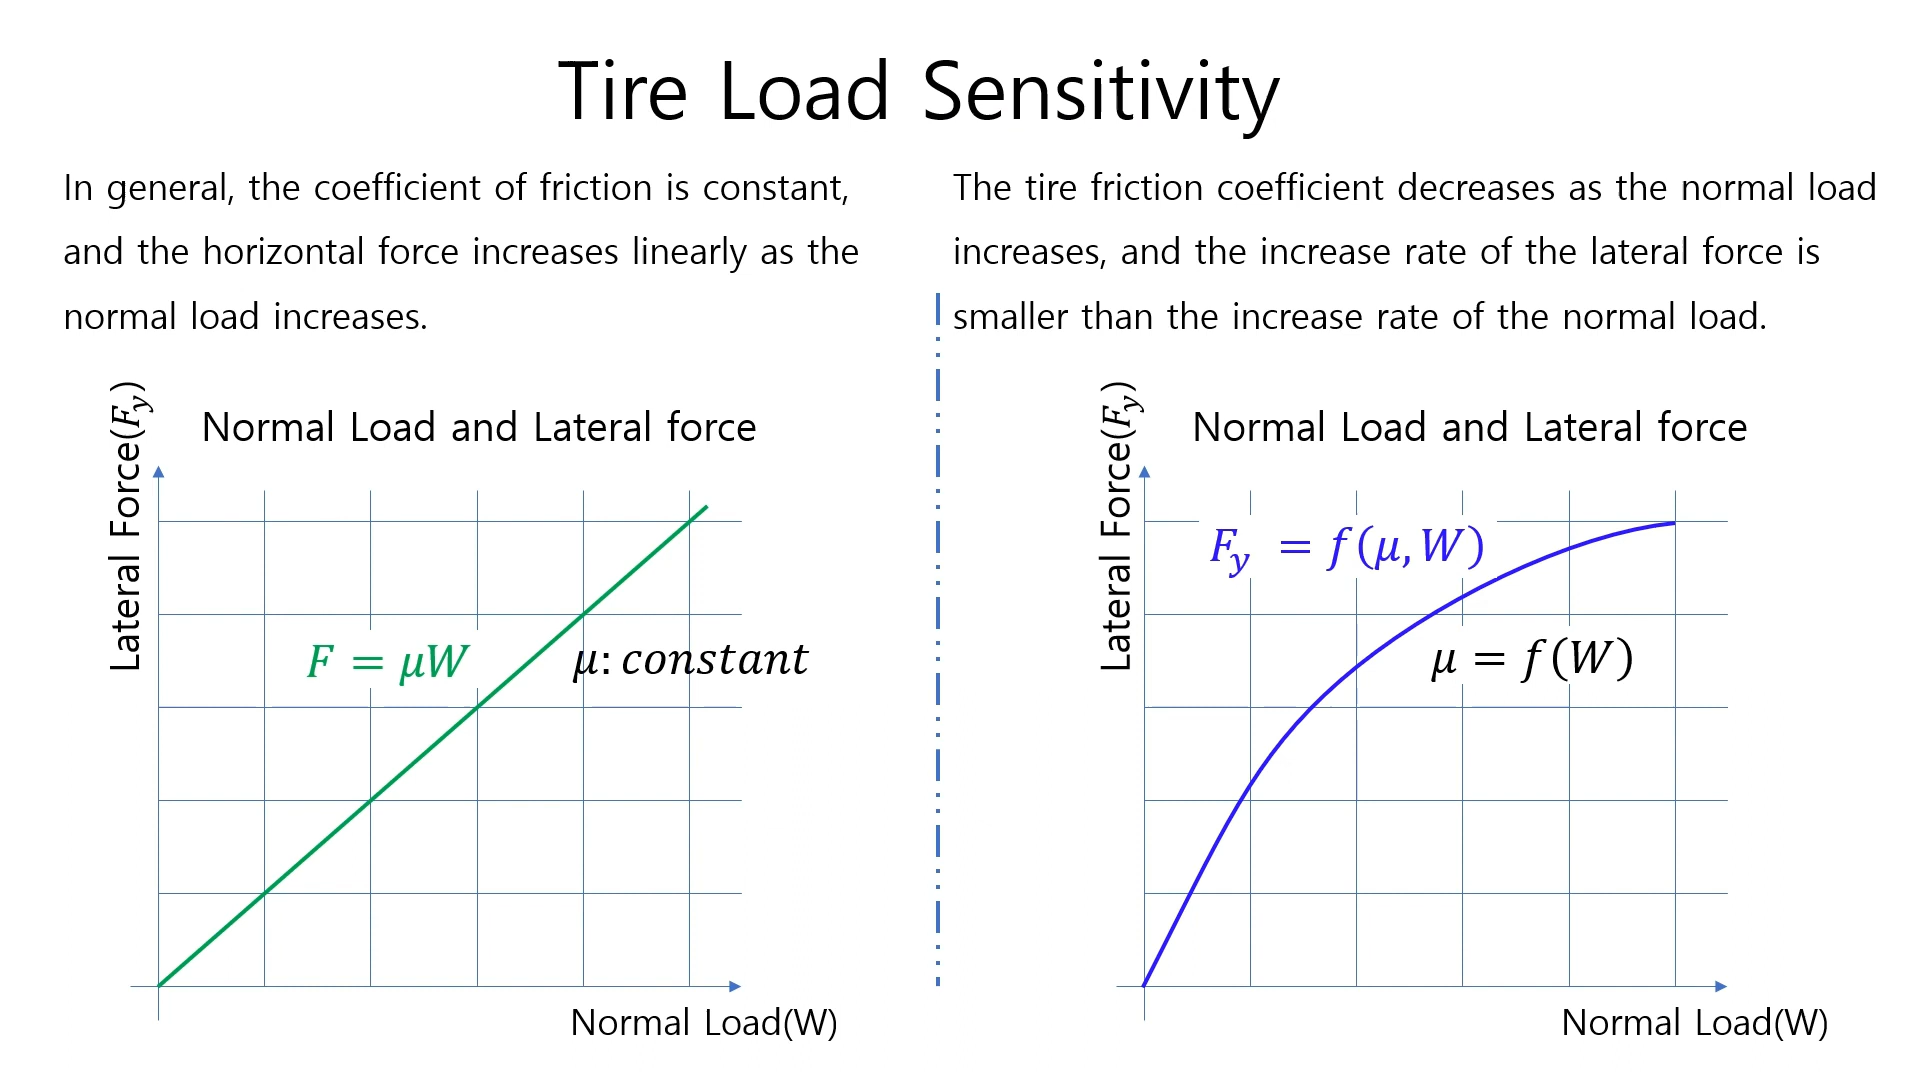 Tire Load Sensitivity
In general, the coefficient of friction is constant,
and the horizontal force increases linearly as the
normal load increases.
Lateral Force(F_y)
Normal Load and Lateral force
F = μW
μ: constant
Normal Load(W)
The tire friction coefficient decreases as the normal load
increases, and the increase rate of the lateral force is
smaller than the increase rate of the normal load.
Lateral Force(F_y)
Normal Load and Lateral force
F_y = f(μ, W)
μ = f(W)
Normal Load(W)